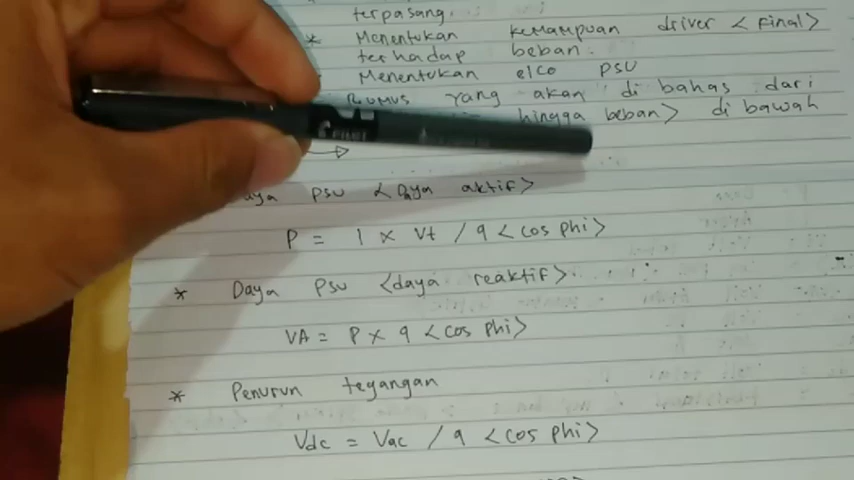 terpasang.
* Menentukan kemampuan driver <Final>
terhadap beban.
Menentukan elco PSU
Rumus yang akan di bahas dari
hingga beban> di bawah
PILOT
PSU <Daya aktif>
P = I x Vt / 9 <cos phi>
* Daya PSU <daya reaktif>.
VA = P x 9 <cos phi>
* Penurun tegangan
Vdc = Vac / 9 <cos phi>